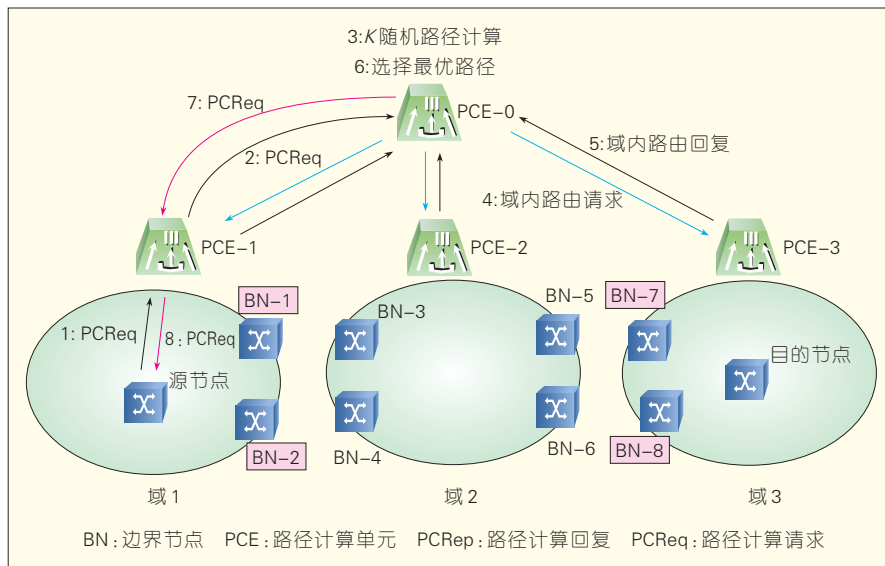 3:K随机路径计算
6:选择最优路径
7: PCReq
PCE-0
2: PCReq
5:域内路由回复
4:域内路由请求
PCE-1
PCE-2
PCE-3
BN-1
BN-3
BN-5
BN-7
1: PCReq
8: PCReq
源节点
目的节点
BN-2
BN-4
BN-6
BN-8
域1
域2
域3
BN:边界节点 PCE:路径计算单元 PCRep:路径计算回复 PCReq:路径计算请求